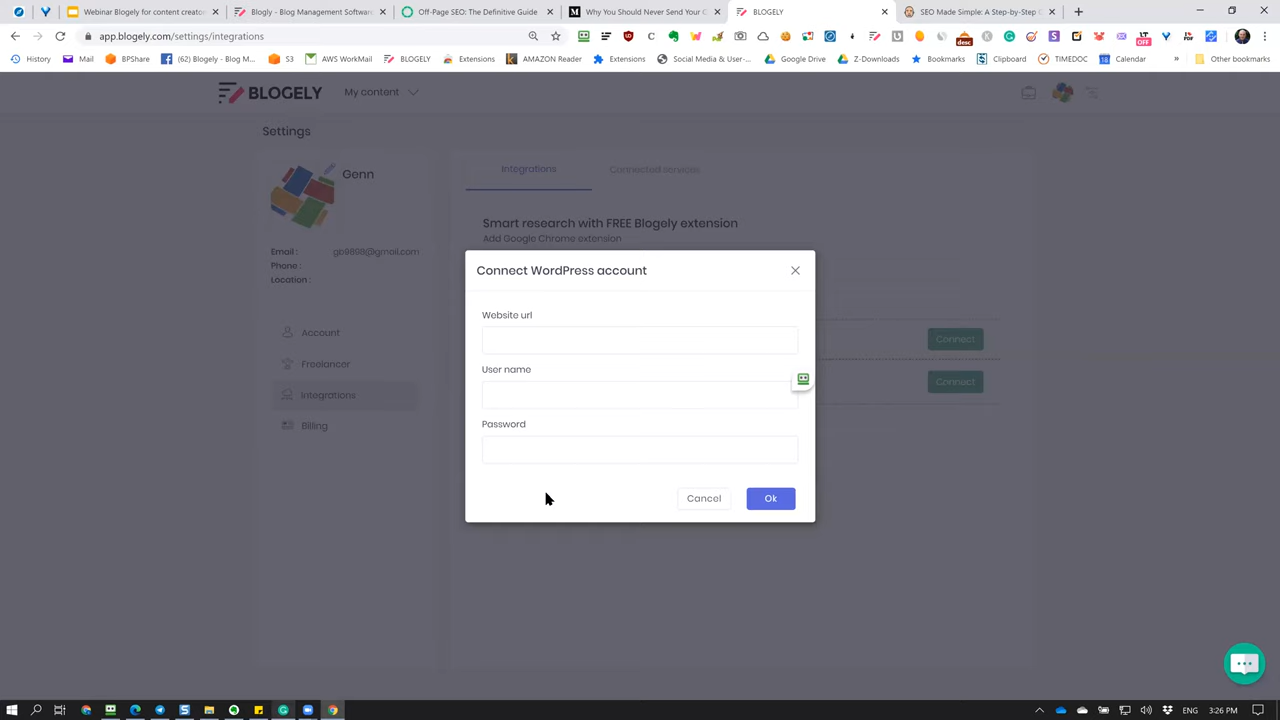 Webinar Blogely for content creator
Blogely - Blog Management Software
Off-Page SEO: The Definitive Guide
Why You Should Never Send Your C
BLOGELY
SEO Made Simple: A Step-by-Step G
app.blogely.com/settings/integrations
History
Mail
BPShare
(62) Blogely - Blog M...
S3
AWS WorkMail
BLOGELY
Extensions
AMAZON Reader
Extensions
Social Media & User-...
Google Drive
Z-Downloads
Bookmarks
Clipboard
TIMEDOC
Calendar
»
Other bookmarks
BLOGELY
My content
Settings
Genn
Email : gb9898@gmail.com
Phone :
Location :
Account
Freelancer
Integrations
Billing
Integrations
Connected services
Smart research with FREE Blogely extension
Add Google Chrome extension
Connect
Connect
Connect WordPress account
Website url
User name
Password
Cancel
Ok
ENG
3:26 PM